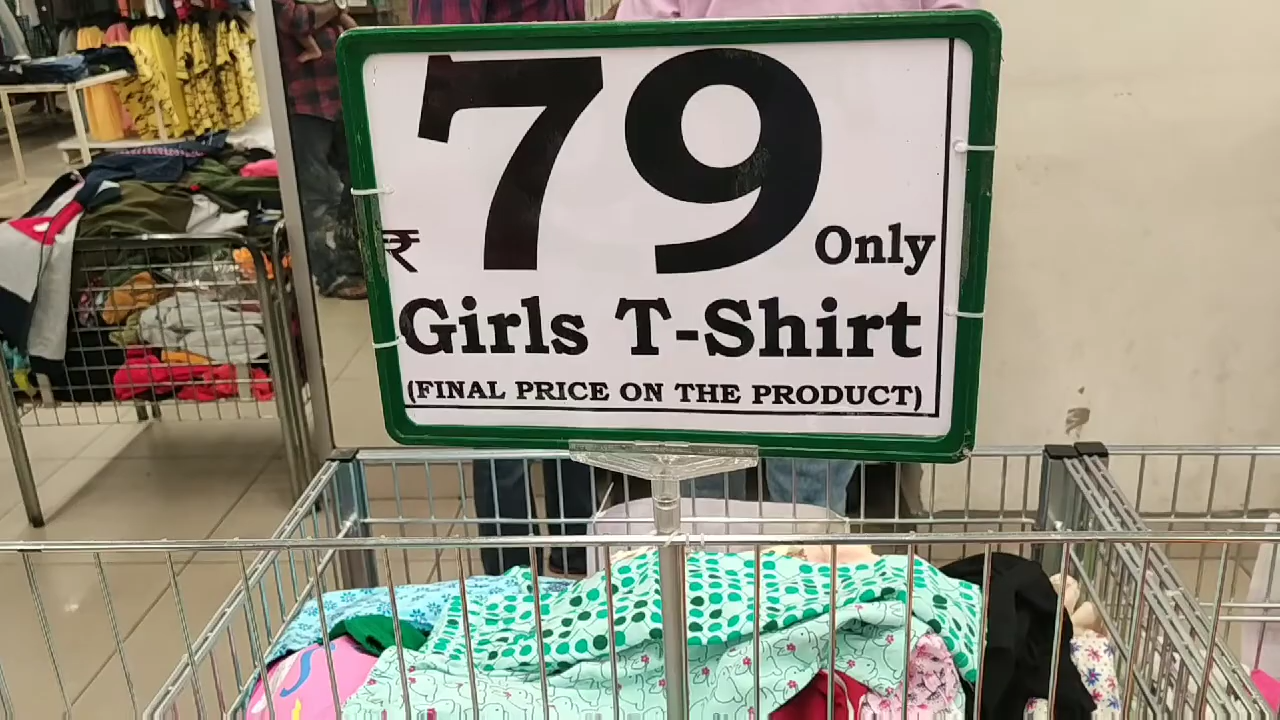 ₹ 79 Only
Girls T-Shirt
(FINAL PRICE ON THE PRODUCT)